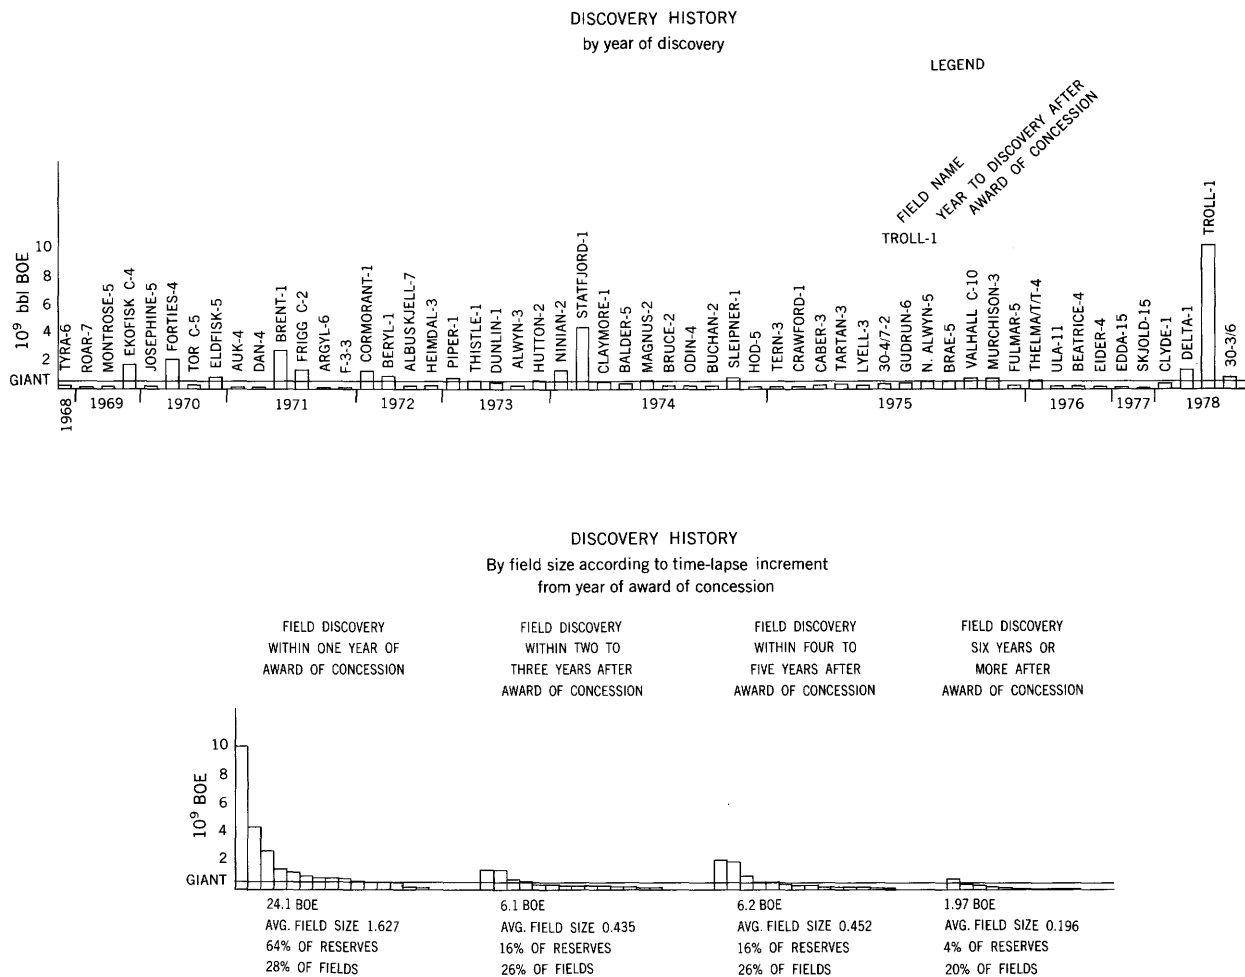 DISCOVERY HISTORY
by year of discovery
LEGEND
FIELD NAME
YEAR TO DISCOVERY AFTER
AWARD OF CONCESSION
TROLL-1
10⁹ bbl BOE
10
8
6
4
2
GIANT
TYRA-6
ROAR-7
MONTROSE-5
EKOFISK C-4
JOSEPHINE-5
FORTIES-4
TOR C-5
ELDFISK-5
AUK-4
DAN-4
BRENT-1
FRIGG C-2
ARGYLL-6
F-3-3
CORMORANT-1
BERYL-1
ALBUSKJELL-7
HEIMDAL-3
PIPER-1
THISTLE-1
DUNLIN-1
ALWYN-3
HUTTON-2
NINIAN-2
STATFJORD-1
CLAYMORE-1
BALDER-5
MAGNUS-2
BRUCE-2
ODIN-4
BUCHAN-2
SLEIPNER-1
HOD-5
TERN-3
CRAWFORD-1
CABER-3
TARTAN-3
LYELL-3
30-4/7-2
GUDRUN-6
N. ALWYN-5
BRAE-5
VALHALL C-10
MURCHISON-3
FULMAR-5
THELMA/T/T-4
ULA-11
BEATRICE-4
EIDER-4
EDDA-15
SKJOLD-15
CLYDE-1
DELTA-1
TROLL-1
30-3/6
1968
1969
1970
1971
1972
1973
1974
1975
1976
1977
1978
DISCOVERY HISTORY
By field size according to time-lapse increment
from year of award of concession
FIELD DISCOVERY
WITHIN ONE YEAR OF
AWARD OF CONCESSION
FIELD DISCOVERY
WITHIN TWO TO
THREE YEARS AFTER
AWARD OF CONCESSION
FIELD DISCOVERY
WITHIN FOUR TO
FIVE YEARS AFTER
AWARD OF CONCESSION
FIELD DISCOVERY
SIX YEARS OR
MORE AFTER
AWARD OF CONCESSION
10⁹ BOE
10
8
6
4
2
GIANT
24.1 BOE
AVG. FIELD SIZE 1.627
64% OF RESERVES
28% OF FIELDS
6.1 BOE
AVG. FIELD SIZE 0.435
16% OF RESERVES
26% OF FIELDS
6.2 BOE
AVG. FIELD SIZE 0.452
16% OF RESERVES
26% OF FIELDS
1.97 BOE
AVG. FIELD SIZE 0.196
4% OF RESERVES
20% OF FIELDS